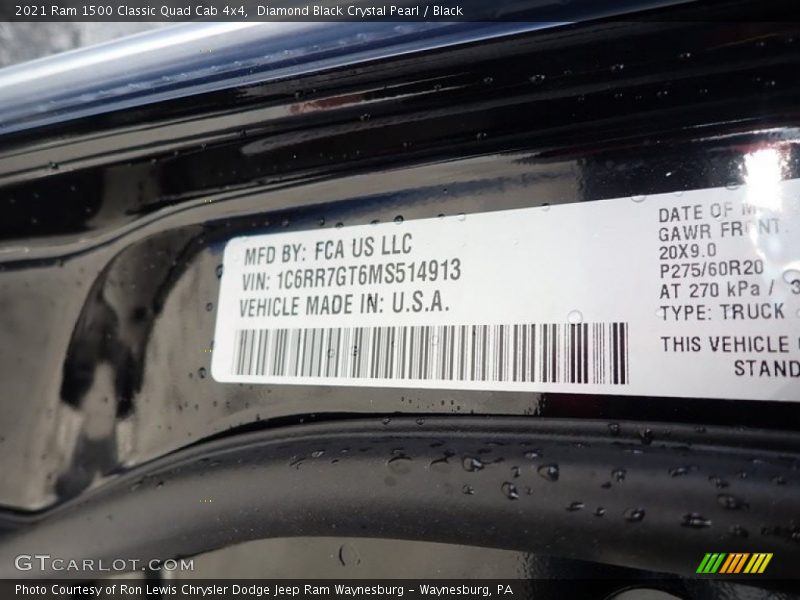 2021 Ram 1500 Classic Quad Cab 4x4,  Diamond Black Crystal Pearl / Black
MFD BY: FCA US LLC
VIN: 1C6RR7GT6MS514913
VEHICLE MADE IN: U.S.A.
DATE OF M
GAWR FRONT
20X9.0
P275/60R20
AT 270 kPa / 3
TYPE: TRUCK
THIS VEHICLE
STAND
GTCARLOT.COM
Photo Courtesy of Ron Lewis Chrysler Dodge Jeep Ram Waynesburg - Waynesburg, PA